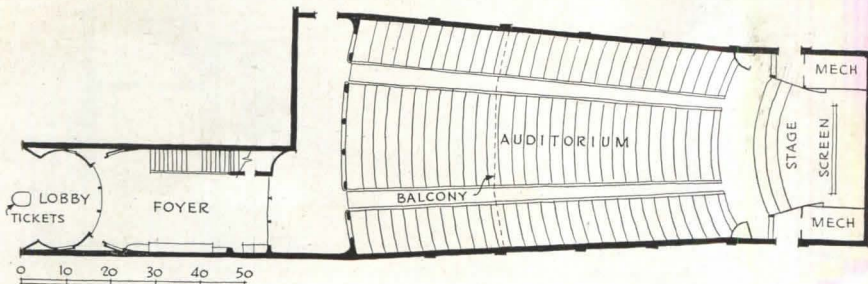 MECH
AUDITORIUM
STAGE
SCREEN
BALCONY
LOBBY
TICKETS
FOYER
MECH
0 10 20 30 40 50